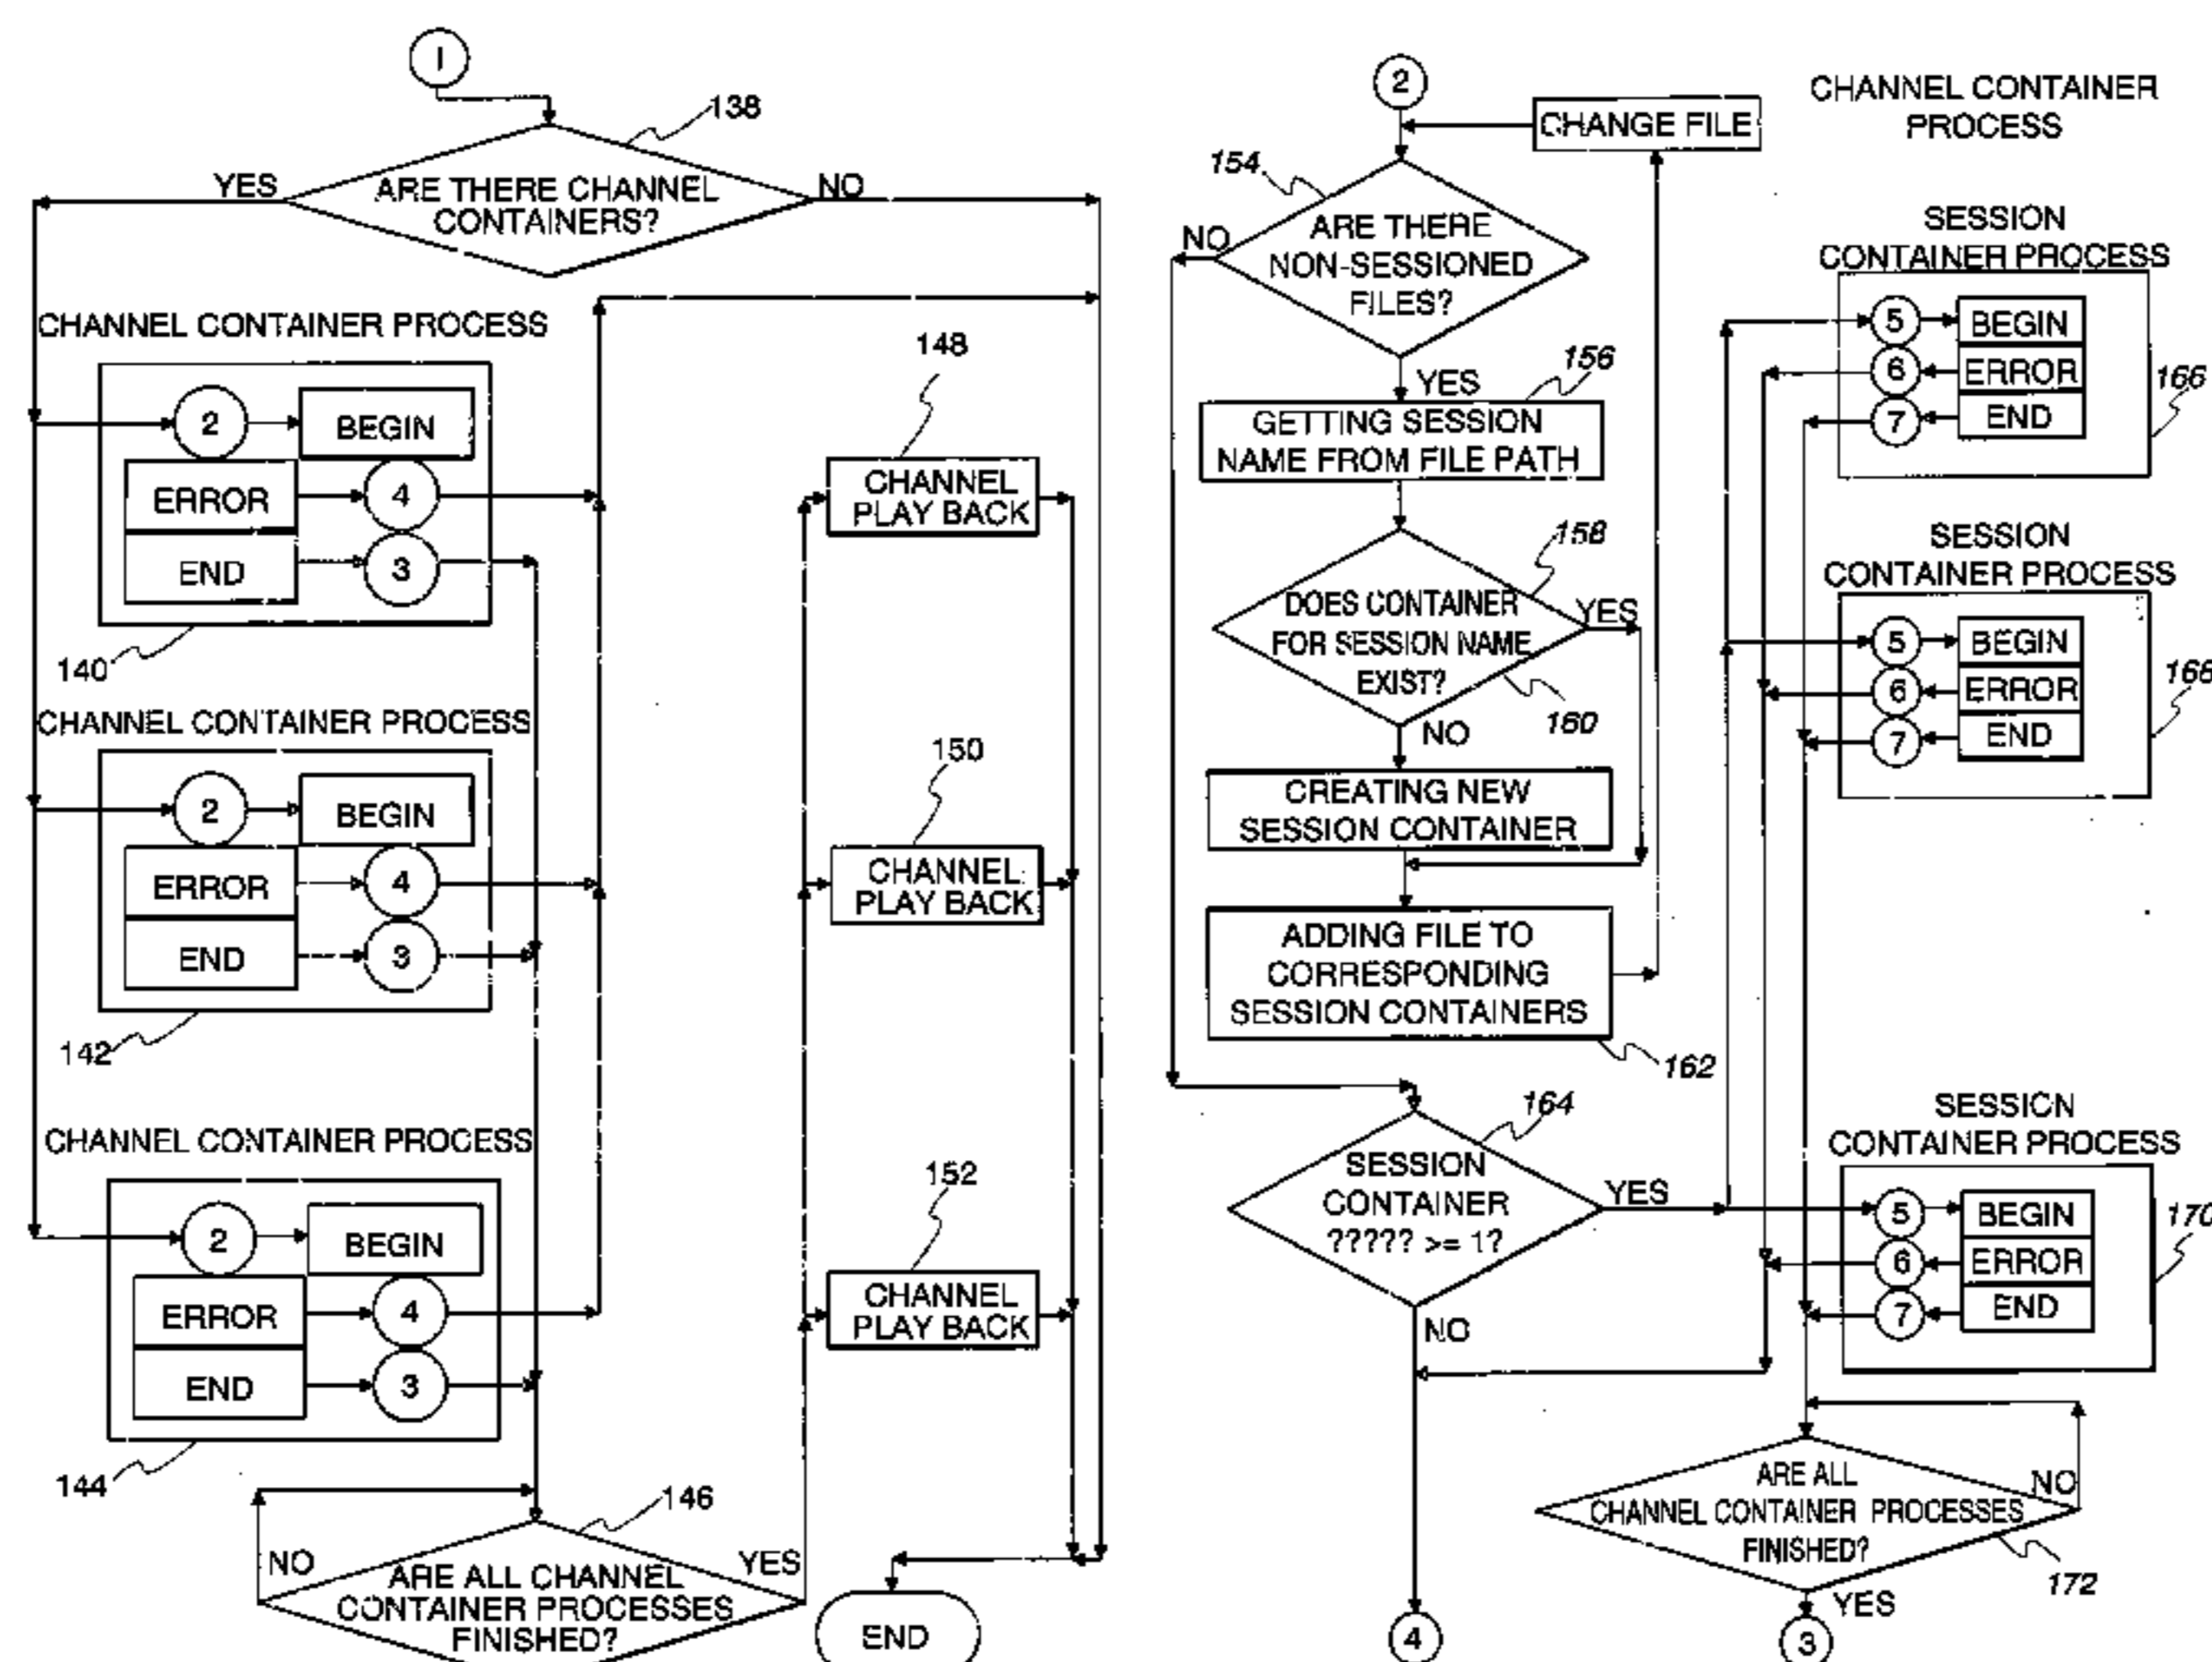 1
138
YES
ARE THERE CHANNEL
CONTAINERS?
NO
CHANNEL CONTAINER PROCESS
2
BEGIN
ERROR
4
END
3
140
CHANNEL CONTAINER PROCESS
2
BEGIN
ERROR
4
END
3
142
CHANNEL CONTAINER PROCESS
2
BEGIN
ERROR
4
END
3
144
146
NO
ARE ALL CHANNEL
CONTAINER PROCESSES
FINISHED?
YES
148
CHANNEL
PLAY BACK
150
CHANNEL
PLAY BACK
152
CHANNEL
PLAY BACK
END
2
CHANGE FILE
CHANNEL CONTAINER
PROCESS
154
NO
ARE THERE
NON-SESSIONED
FILES?
YES
156
GETTING SESSION
NAME FROM FILE PATH
158
DOES CONTAINER
FOR SESSION NAME
EXIST?
YES
160
NO
CREATING NEW
SESSION CONTAINER
ADDING FILE TO
CORRESPONDING
SESSION CONTAINERS
162
164
SESSION
CONTAINER
????? >= 1?
YES
NO
4
SESSION
CONTAINER PROCESS
5
BEGIN
6
ERROR
7
END
166
SESSION
CONTAINER PROCESS
5
BEGIN
6
ERROR
7
END
168
SESSION
CONTAINER PROCESS
5
BEGIN
6
ERROR
7
END
170
ARE ALL
CHANNEL CONTAINER PROCESSES
FINISHED?
NO
172
YES
3